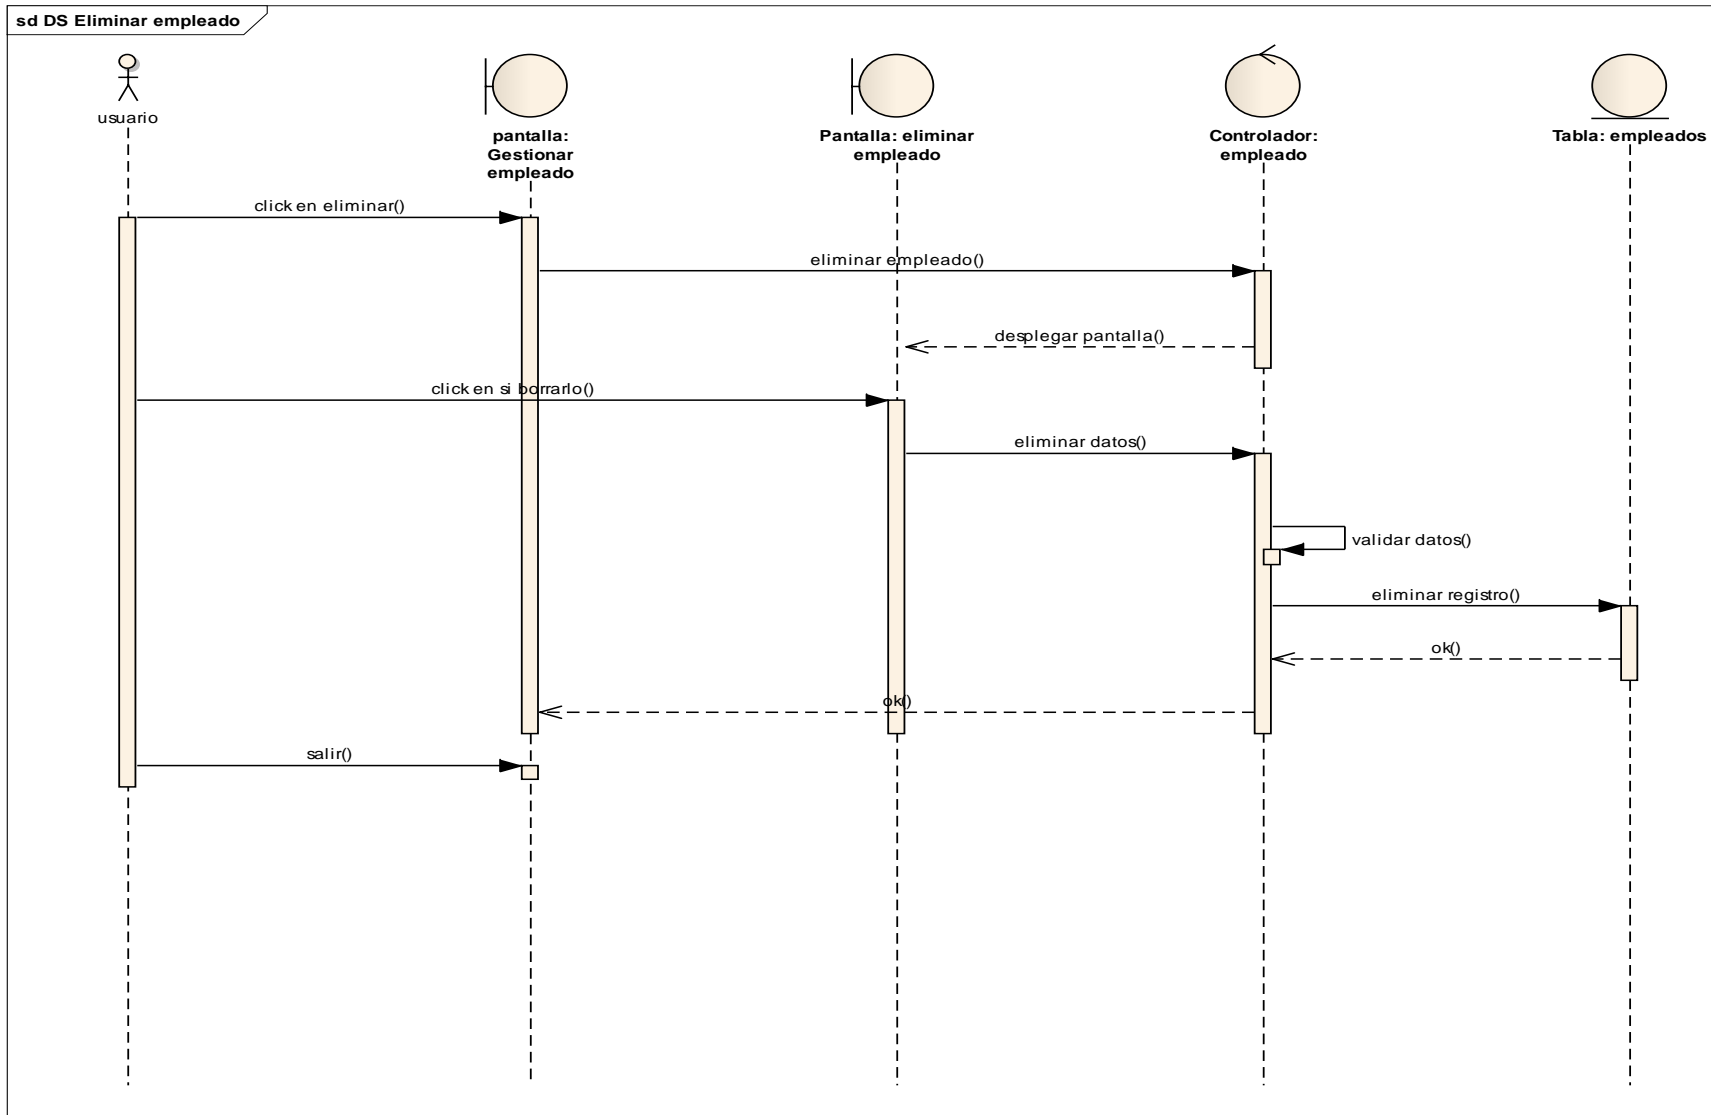 sd DS Eliminar empleado
usuario
pantalla:
Gestionar
empleado
Pantalla: eliminar
empleado
Controlador:
empleado
Tabla: empleados
click en eliminar()
eliminar empleado()
desplegar pantalla()
click en si borrarlo()
eliminar datos()
validar datos()
eliminar registro()
ok()
ok()
salir()